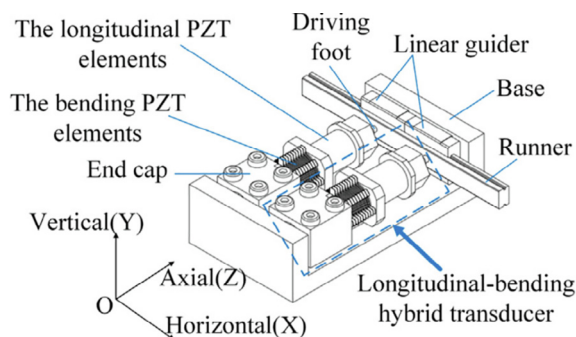 The longitudinal PZT
elements
Driving
foot
Linear guider
The bending PZT
elements
Base
End cap
Runner
Vertical(Y)
Axial(Z)
O
Horizontal(X)
Longitudinal-bending
hybrid transducer